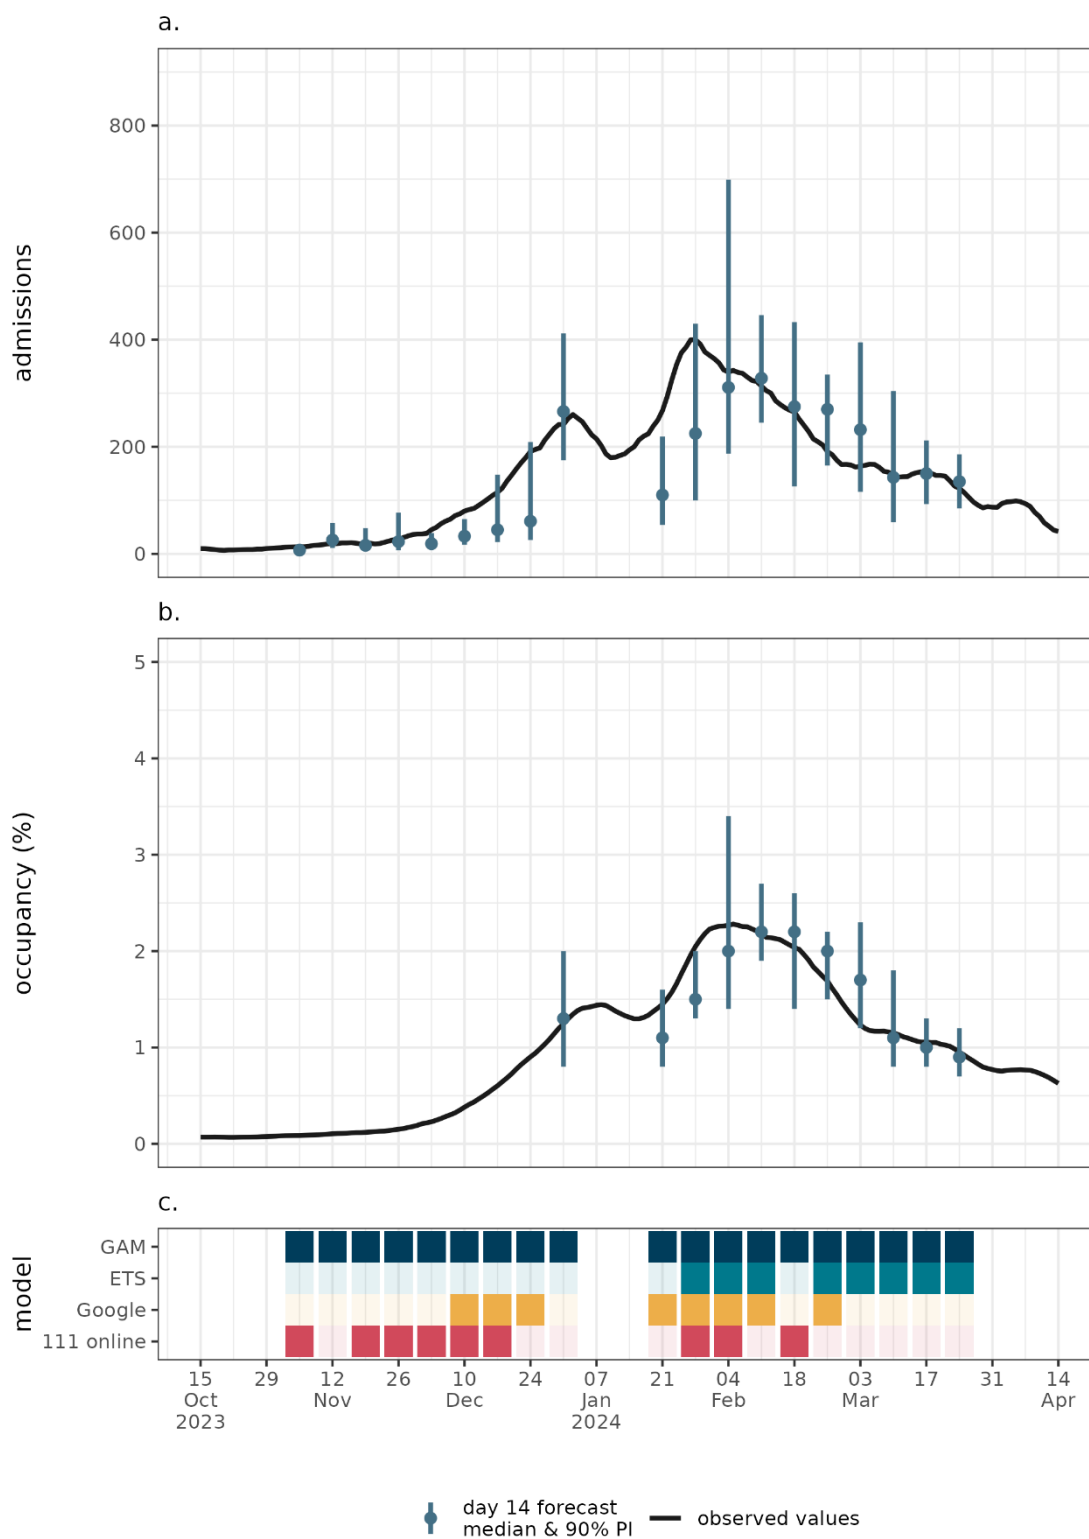 a.
admissions
800
600
400
200
0
b.
occupancy (%)
5
4
3
2
1
0
c.
model
GAM
ETS
Google
111 online
15 29 12 26 10 24 07 21 04 18 03 17 31 14
Oct Nov Dec Jan Feb Mar Apr
2023 2024
day 14 forecast
median & 90% PI
observed values